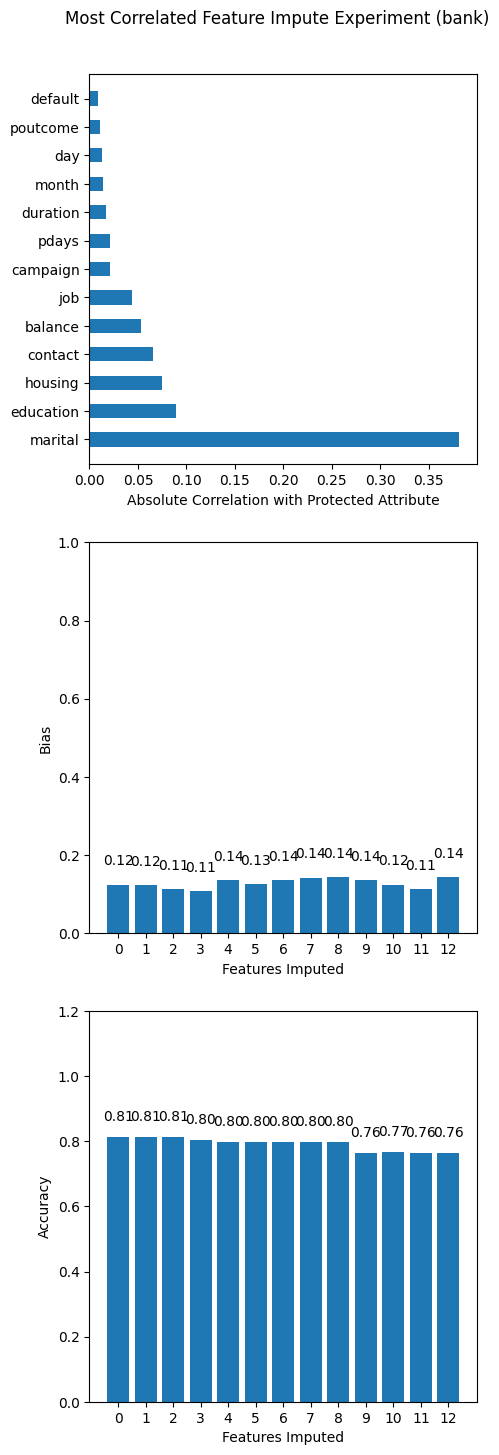 Most Correlated Feature Impute Experiment (bank)
default
poutcome
day
month
duration
pdays
campaign
job
balance
contact
housing
education
marital
0.00 0.05 0.10 0.15 0.20 0.25 0.30 0.35
Absolute Correlation with Protected Attribute
1.0
0.8
0.6
0.4
0.2
0.0
Bias
0.12 0.12 0.11 0.11 0.14 0.13 0.14 0.14 0.14 0.14 0.12 0.11 0.14
0 1 2 3 4 5 6 7 8 9 10 11 12
Features Imputed
1.2
1.0
0.8
0.6
0.4
0.2
0.0
Accuracy
0.81 0.81 0.81 0.80 0.80 0.80 0.80 0.80 0.80 0.76 0.77 0.76 0.76
0 1 2 3 4 5 6 7 8 9 10 11 12
Features Imputed